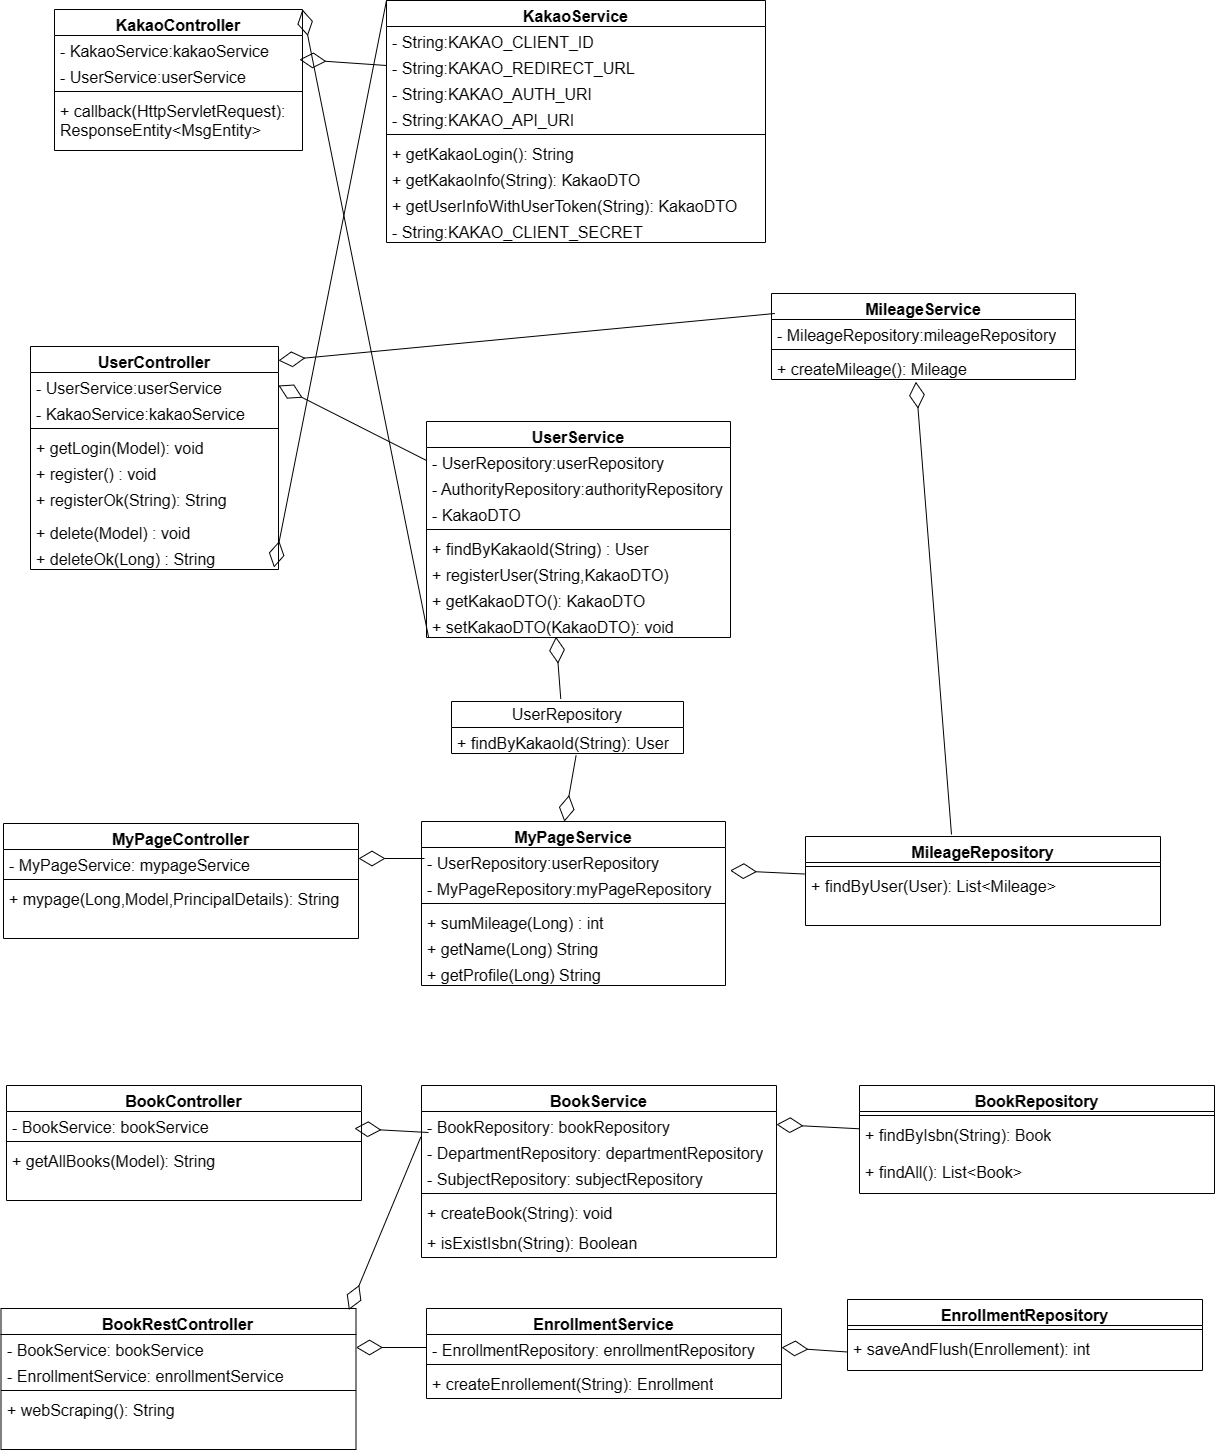 KakaoController
- KakaoService:kakaoService
- UserService:userService
+ callback(HttpServletRequest):
ResponseEntity<MsgEntity>
KakaoService
- String:KAKAO_CLIENT_ID
- String:KAKAO_REDIRECT_URL
- String:KAKAO_AUTH_URI
- String:KAKAO_API_URI
+ getKakaoLogin(): String
+ getKakaoInfo(String): KakaoDTO
+ getUserInfoWithUserToken(String): KakaoDTO
- String:KAKAO_CLIENT_SECRET
MileageService
- MileageRepository:mileageRepository
+ createMileage(): Mileage
UserController
- UserService:userService
- KakaoService:kakaoService
+ getLogin(Model): void
+ register() : void
+ registerOk(String): String
+ delete(Model) : void
+ deleteOk(Long) : String
UserService
- UserRepository:userRepository
- AuthorityRepository:authorityRepository
- KakaoDTO
+ findByKakaoId(String) : User
+ registerUser(String,KakaoDTO)
+ getKakaoDTO(): KakaoDTO
+ setKakaoDTO(KakaoDTO): void
UserRepository
+ findByKakaoId(String): User
MyPageController
- MyPageService: mypageService
+ mypage(Long,Model,PrincipalDetails): String
MyPageService
- UserRepository:userRepository
- MyPageRepository:myPageRepository
+ sumMileage(Long) : int
+ getName(Long) String
+ getProfile(Long) String
MileageRepository
+ findByUser(User): List<Mileage>
BookController
- BookService: bookService
+ getAllBooks(Model): String
BookService
- BookRepository: bookRepository
- DepartmentRepository: departmentRepository
- SubjectRepository: subjectRepository
+ createBook(String): void
+ isExistIsbn(String): Boolean
BookRepository
+ findByIsbn(String): Book
+ findAll(): List<Book>
BookRestController
- BookService: bookService
- EnrollmentService: enrollmentService
+ webScraping(): String
EnrollmentService
- EnrollmentRepository: enrollmentRepository
+ createEnrollement(String): Enrollment
EnrollmentRepository
+ saveAndFlush(Enrollement): int